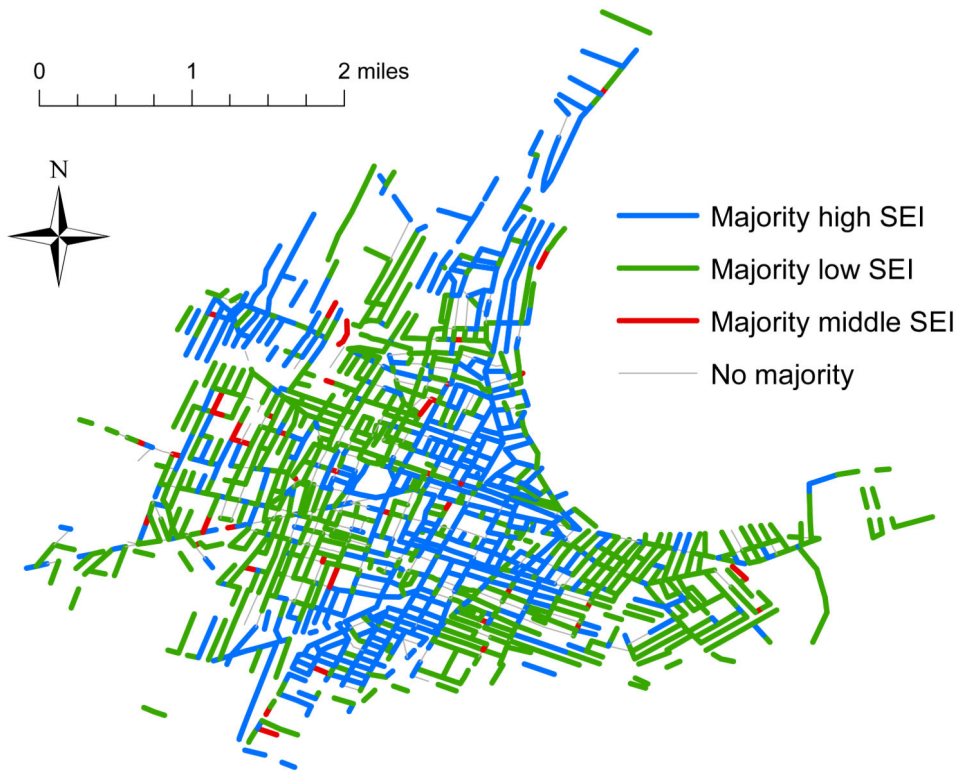 0 1 2 miles
N
Majority high SEI
Majority low SEI
Majority middle SEI
No majority